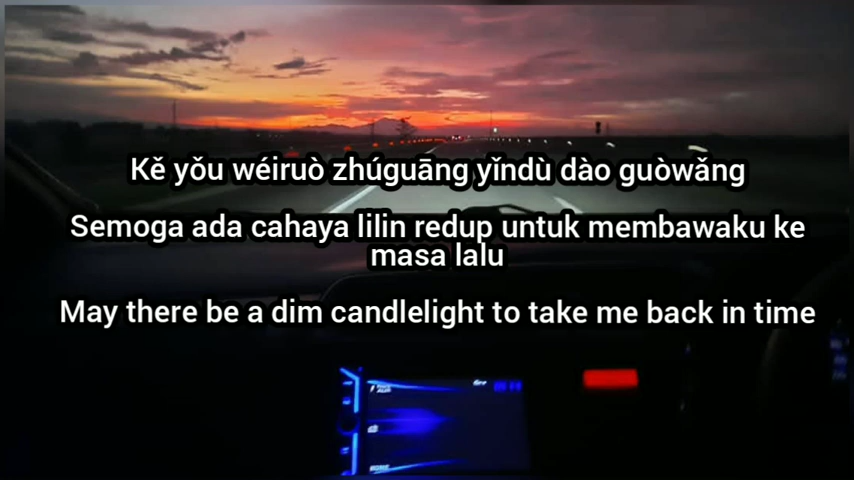 Kě yǒu wéiruò zhúguāng yǐndù dào guòwǎng
Semoga ada cahaya lilin redup untuk membawaku ke
masa lalu
May there be a dim candlelight to take me back in time